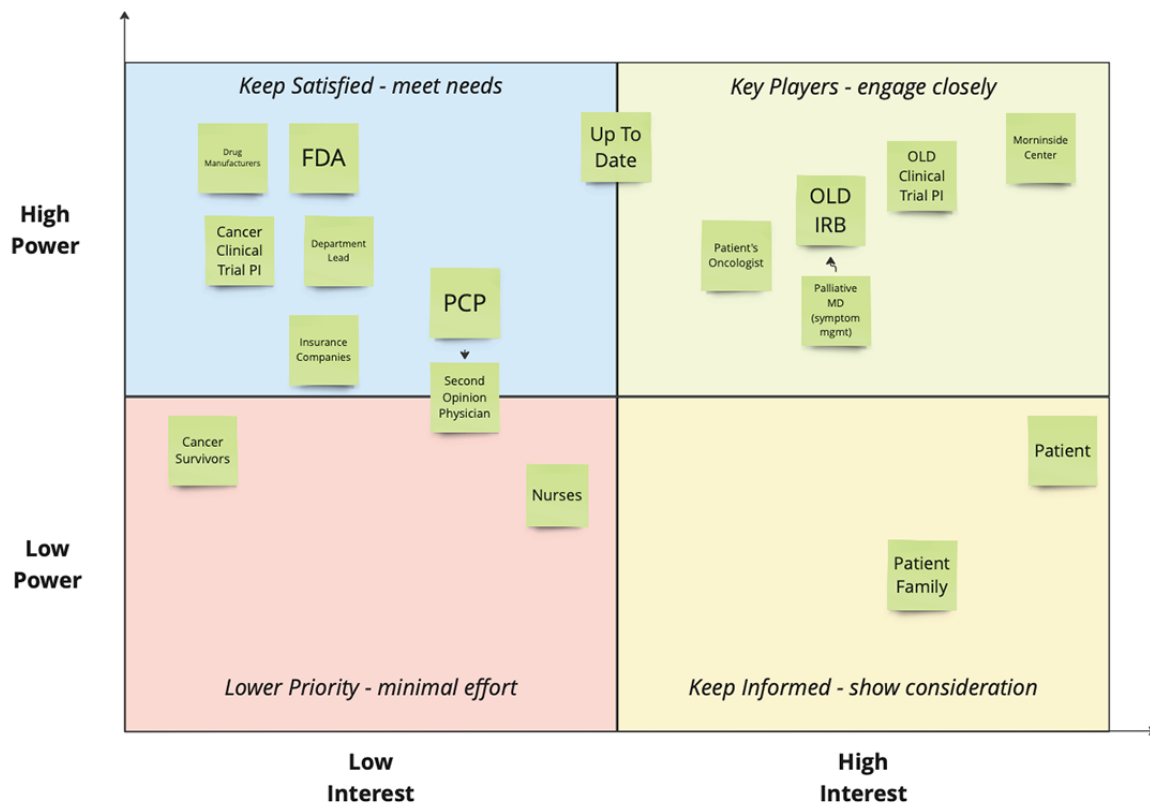 Keep Satisfied - meet needs
Key Players - engage closely
Drug
Manufacturers
FDA
Up To
Date
Morninside
Center
OLD
Clinical
Trial PI
OLD
IRB
High
Power
Cancer
Clinical
Trial PI
Department
Lead
Patient's
Oncologist
PCP
Palliative
MD
(symptom
mgmt)
Insurance
Companies
Second
Opinion
Physician
Cancer
Survivors
Nurses
Patient
Low
Power
Patient
Family
Lower Priority - minimal effort
Keep Informed - show consideration
Low
Interest
High
Interest